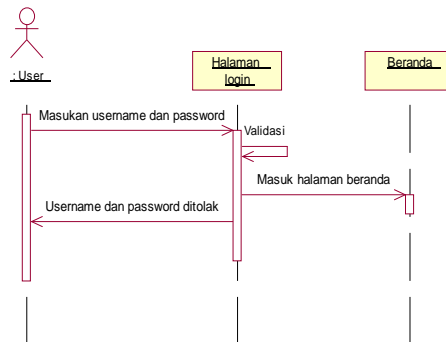 : User
Halaman
login
Beranda
Masukan username dan password
Validasi
Masuk halaman beranda
Username dan password ditolak